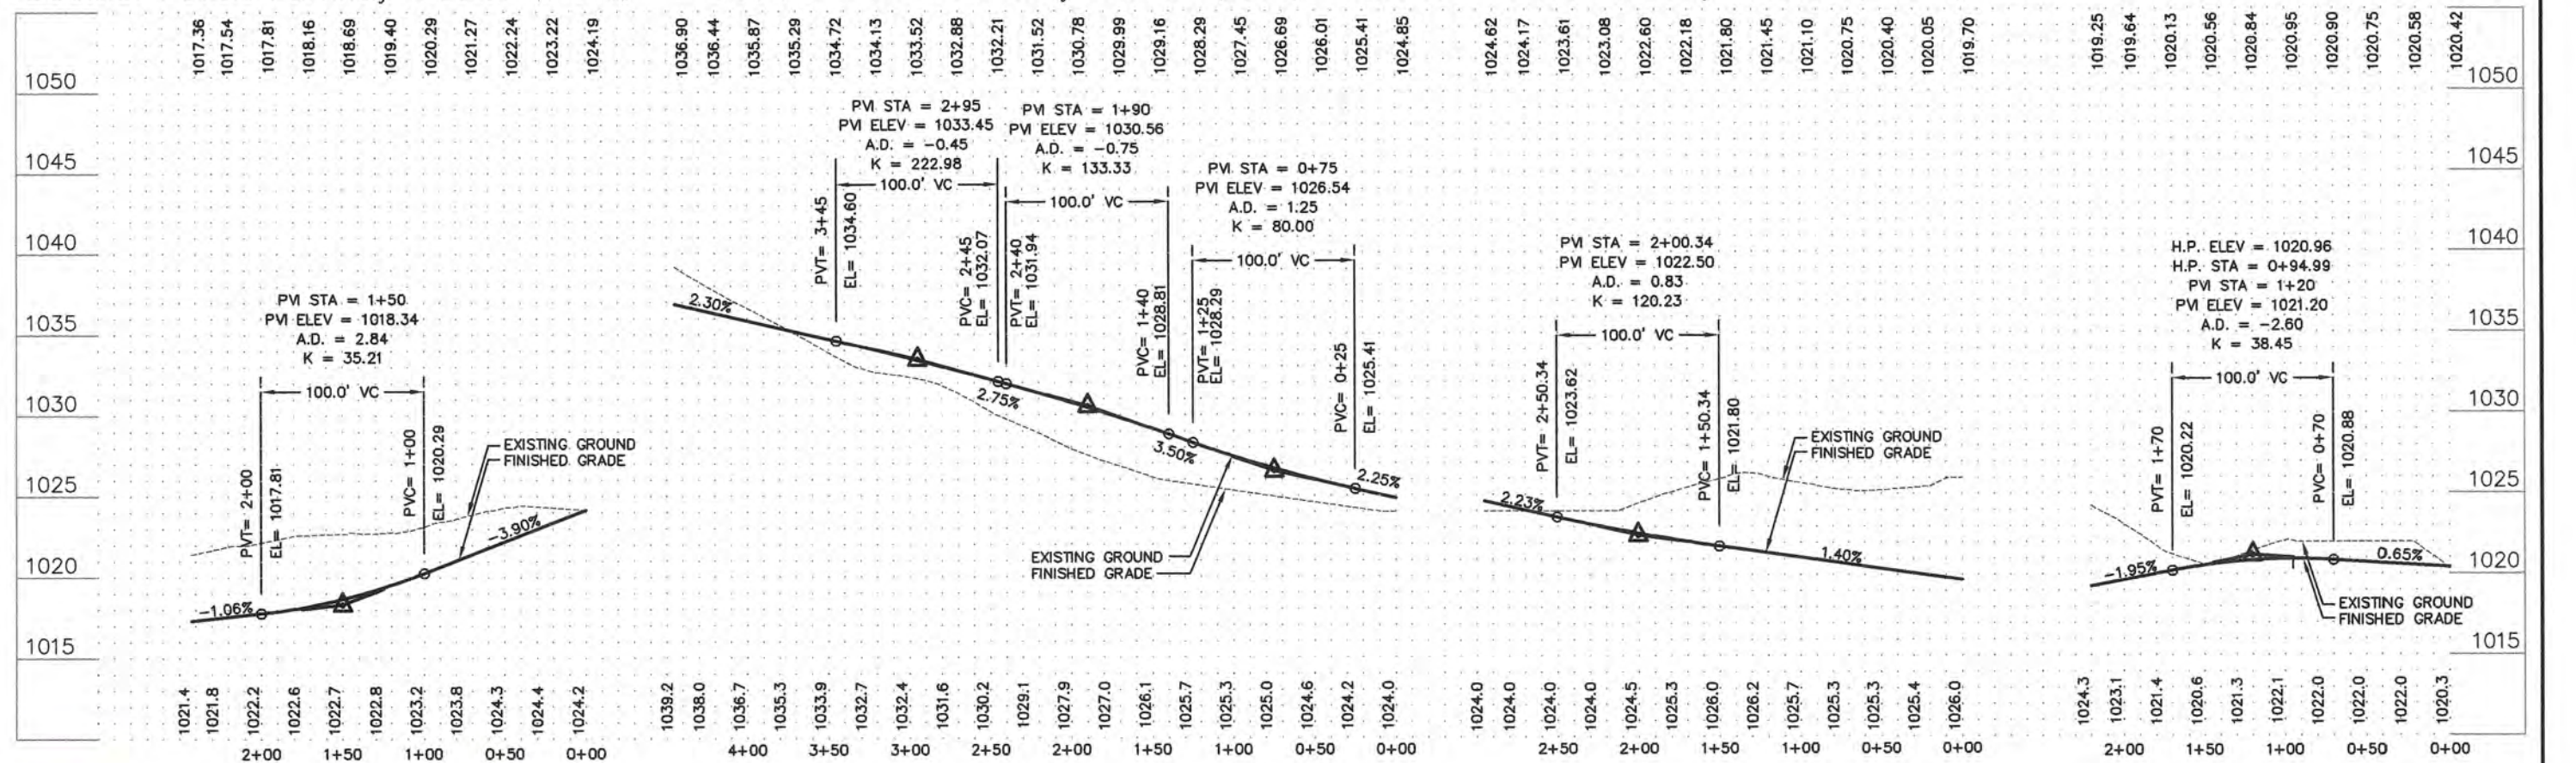 1017.36 1017.54 1017.81 1018.16 1018.69 1019.40 1020.29 1021.27 1022.24 1023.22 1024.19
1036.90 1036.44 1035.87 1035.29 1034.72 1034.13 1033.52 1032.88 1032.21 1031.52 1030.78 1029.99 1029.16 1028.29 1027.45 1026.69 1026.01 1025.41 1024.85
1024.62 1024.17 1023.61 1023.08 1022.60 1022.18 1021.80 1021.45 1021.10 1020.75 1020.40 1020.05 1019.70
1019.25 1019.64 1020.13 1020.56 1020.84 1020.95 1020.90 1020.75 1020.58 1020.42
1050
1045
1040
1035
1030
1025
1020
1015
PVI STA = 1+50
PVI ELEV = 1018.34
A.D. = 2.84
K = 35.21
100.0' VC
PVT= 2+00
EL= 1017.81
PVC= 1+00
EL= 1020.29
-1.06%
-3.90%
EXISTING GROUND
FINISHED GRADE
PVI STA = 2+95
PVI ELEV = 1033.45
A.D. = -0.45
K = 222.98
100.0' VC
PVT= 3+45
EL= 1034.60
PVC= 2+45
EL= 1032.07
PVI STA = 1+90
PVI ELEV = 1030.56
A.D. = -0.75
K = 133.33
100.0' VC
PVT= 2+40
EL= 1031.94
PVC= 1+40
EL= 1028.81
PVI STA = 0+75
PVI ELEV = 1026.54
A.D. = 1.25
K = 80.00
100.0' VC
PVT= 1+25
EL= 1028.29
PVC= 0+25
EL= 1025.41
2.30%
2.75%
3.50%
2.25%
EXISTING GROUND
FINISHED GRADE
PVI STA = 2+00.34
PVI ELEV = 1022.50
A.D. = 0.83
K = 120.23
100.0' VC
PVT= 2+50.34
EL= 1023.62
PVC= 1+50.34
EL= 1021.80
2.23%
1.40%
EXISTING GROUND
FINISHED GRADE
H.P. ELEV = 1020.96
H.P. STA = 0+94.99
PVI STA = 1+20
PVI ELEV = 1021.20
A.D. = -2.60
K = 38.45
100.0' VC
PVT= 1+70
EL= 1020.22
PVC= 0+70
EL= 1020.88
-1.95%
0.65%
EXISTING GROUND
FINISHED GRADE
1050
1045
1040
1035
1030
1025
1020
1015
1021.4 1021.8 1022.2 1022.6 1022.7 1022.8 1023.2 1023.8 1024.3 1024.4 1024.2
1039.2 1038.0 1036.7 1035.3 1033.9 1032.7 1032.4 1031.6 1030.2 1029.1 1027.9 1027.0 1026.1 1025.7 1025.3 1025.0 1024.6 1024.2 1024.0
1024.0 1024.0 1024.0 1024.0 1024.5 1025.3 1026.0 1026.2 1025.7 1025.3 1025.3 1025.4 1026.0
1024.3 1023.1 1021.4 1020.6 1021.3 1022.1 1022.0 1022.0 1022.0 1020.3
2+00 1+50 1+00 0+50 0+00
4+00 3+50 3+00 2+50 2+00 1+50 1+00 0+50 0+00
2+50 2+00 1+50 1+00 0+50 0+00
2+00 1+50 1+00 0+50 0+00